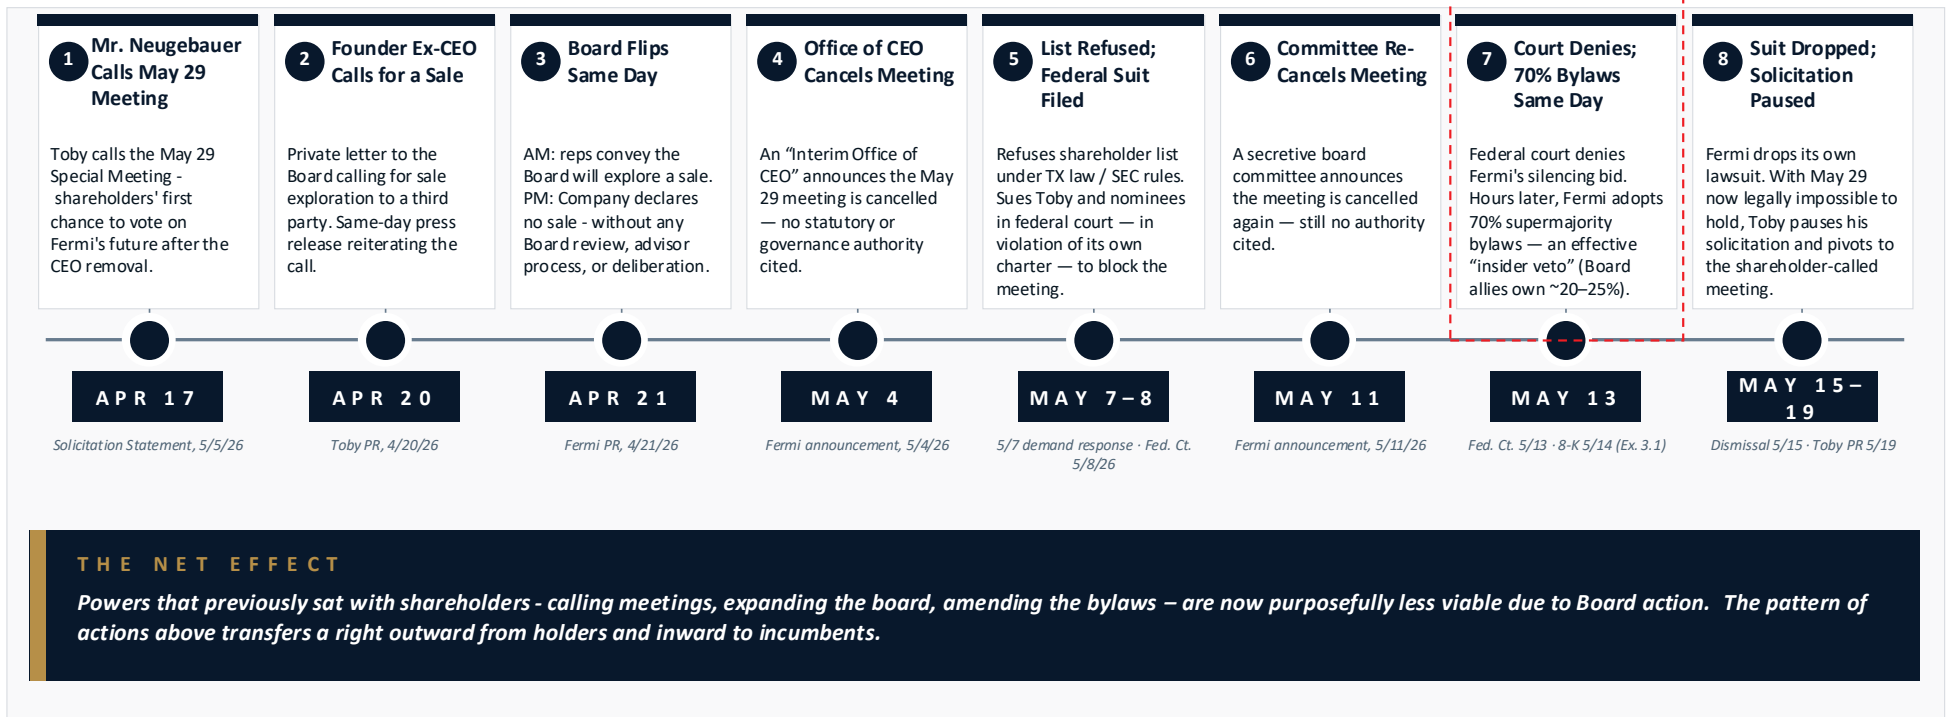 1
Mr. Neugebauer
Calls May 29
Meeting
Toby calls the May 29
Special Meeting -
shareholders' first
chance to vote on
Fermi's future after the
CEO removal.
APR 17
Solicitation Statement, 5/5/26
2
Founder Ex-CEO
Calls for a Sale
Private letter to the
Board calling for sale
exploration to a third
party. Same-day press
release reiterating the
call.
APR 20
Toby PR, 4/20/26
3
Board Flips
Same Day
AM: reps convey the
Board will explore a sale.
PM: Company declares
no sale - without any
Board review, advisor
process, or deliberation.
APR 21
Fermi PR, 4/21/26
4
Office of CEO
Cancels Meeting
An “Interim Office of
CEO” announces the May
29 meeting is cancelled
— no statutory or
governance authority
cited.
MAY 4
Fermi announcement, 5/4/26
5
List Refused;
Federal Suit
Filed
Refuses shareholder list
under TX law / SEC rules.
Sues Toby and nominees
in federal court — in
violation of its own
charter — to block the
meeting.
MAY 7–8
5/7 demand response · Fed. Ct.
5/8/26
6
Committee Re-
Cancels Meeting
A secretive board
committee announces
the meeting is cancelled
again — still no authority
cited.
MAY 11
Fermi announcement, 5/11/26
7
Court Denies;
70% Bylaws
Same Day
Federal court denies
Fermi's silencing bid.
Hours later, Fermi adopts
70% supermajority
bylaws — an effective
“insider veto” (Board
allies own ~20–25%).
MAY 13
Fed. Ct. 5/13 · 8-K 5/14 (Ex. 3.1)
8
Suit Dropped;
Solicitation
Paused
Fermi drops its own
lawsuit. With May 29
now legally impossible to
hold, Toby pauses his
solicitation and pivots to
the shareholder-called
meeting.
MAY 15–
19
Dismissal 5/15 · Toby PR 5/19
THE NET EFFECT
Powers that previously sat with shareholders - calling meetings, expanding the board, amending the bylaws – are now purposefully less viable due to Board action. The pattern of
actions above transfers a right outward from holders and inward to incumbents.